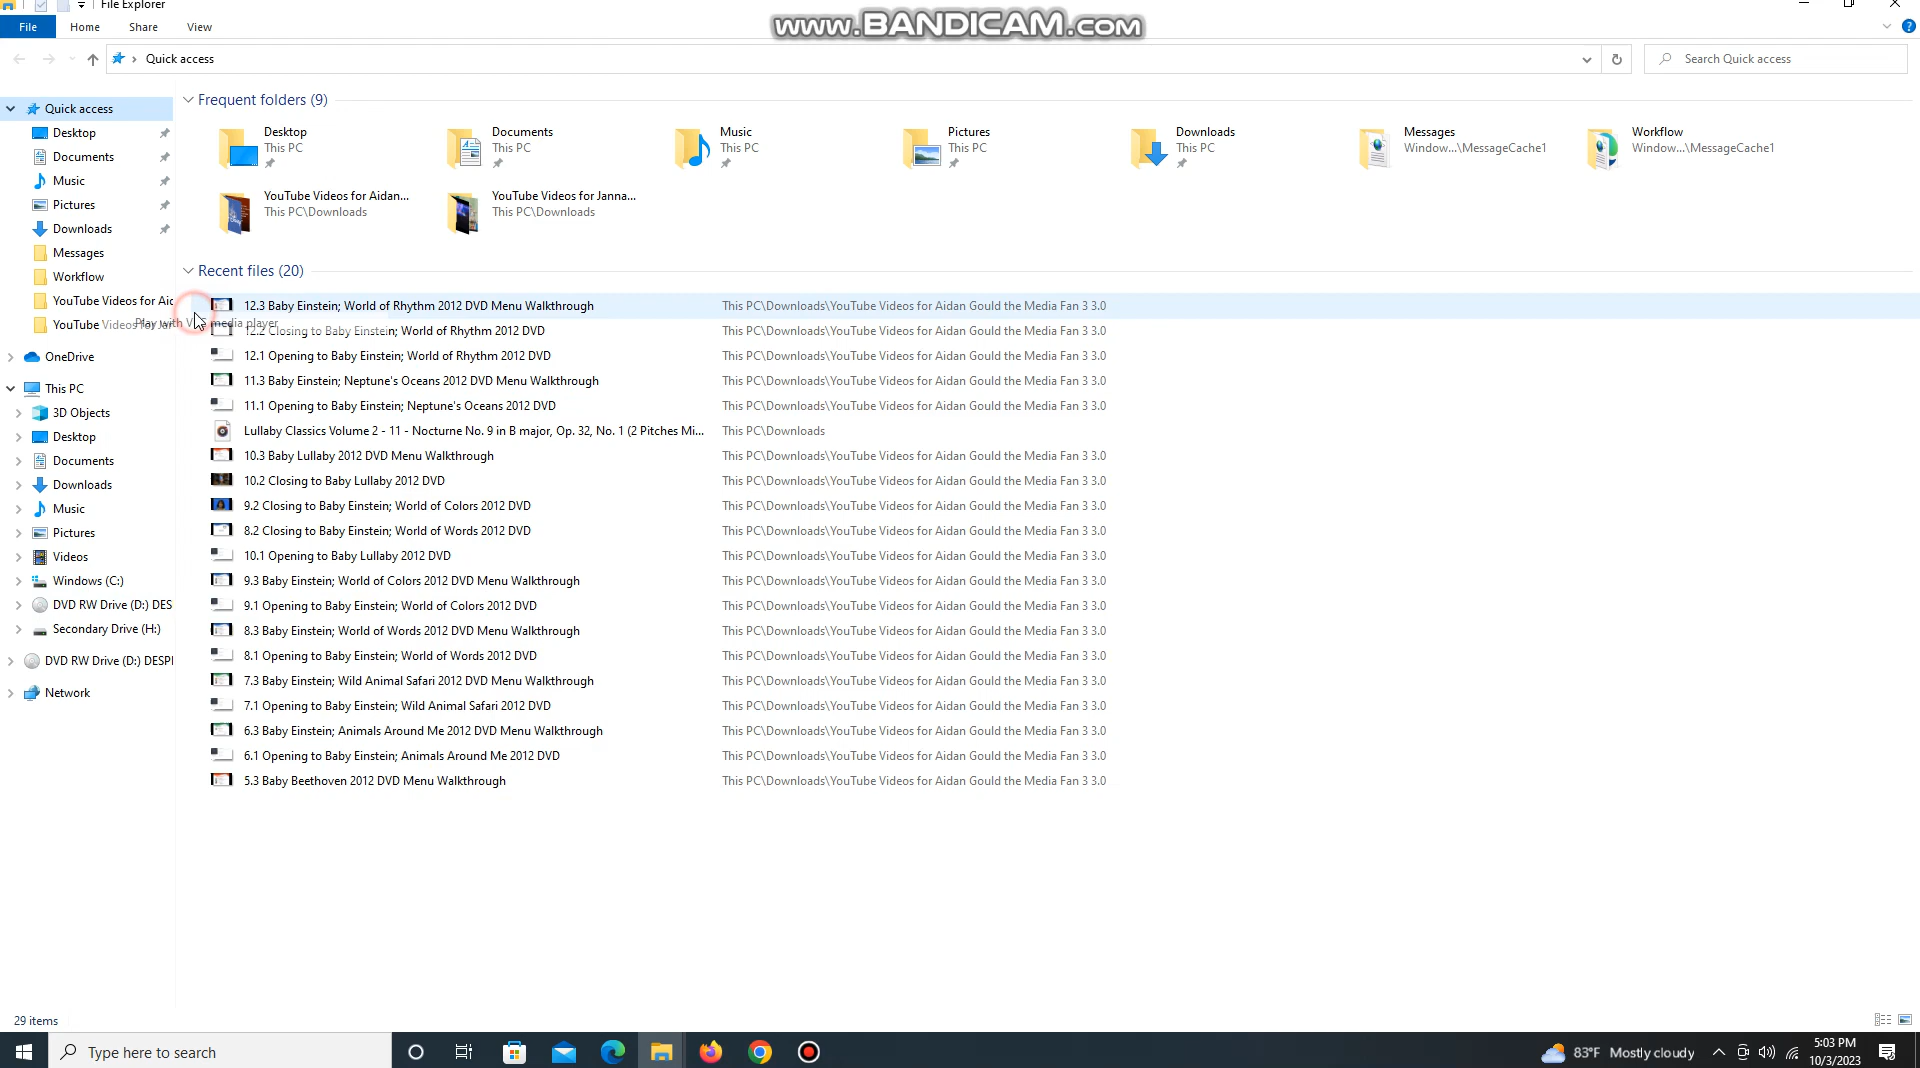 File Explorer
www.BANDICAM.com
File Home Share View
Quick access
Search Quick access
Quick access
Desktop
Documents
Music
Pictures
Downloads
Messages
Workflow
YouTube Videos for Aid
YouTube Videos for Jan
Play with VLC media player
OneDrive
This PC
3D Objects
Desktop
Documents
Downloads
Music
Pictures
Videos
Windows (C:)
DVD RW Drive (D:) DES
Secondary Drive (H:)
DVD RW Drive (D:) DESPI
Network
Frequent folders (9)
Desktop
This PC
Documents
This PC
Music
This PC
Pictures
This PC
Downloads
This PC
Messages
Window...\MessageCache1
Workflow
Window...\MessageCache1
YouTube Videos for Aidan...
This PC\Downloads
YouTube Videos for Janna...
This PC\Downloads
Recent files (20)
12.3 Baby Einstein; World of Rhythm 2012 DVD Menu Walkthrough This PC\Downloads\YouTube Videos for Aidan Gould the Media Fan 3 3.0
12.2 Closing to Baby Einstein; World of Rhythm 2012 DVD This PC\Downloads\YouTube Videos for Aidan Gould the Media Fan 3 3.0
12.1 Opening to Baby Einstein; World of Rhythm 2012 DVD This PC\Downloads\YouTube Videos for Aidan Gould the Media Fan 3 3.0
11.3 Baby Einstein; Neptune's Oceans 2012 DVD Menu Walkthrough This PC\Downloads\YouTube Videos for Aidan Gould the Media Fan 3 3.0
11.1 Opening to Baby Einstein; Neptune's Oceans 2012 DVD This PC\Downloads\YouTube Videos for Aidan Gould the Media Fan 3 3.0
Lullaby Classics Volume 2 - 11 - Nocturne No. 9 in B major, Op. 32, No. 1 (2 Pitches Mi... This PC\Downloads
10.3 Baby Lullaby 2012 DVD Menu Walkthrough This PC\Downloads\YouTube Videos for Aidan Gould the Media Fan 3 3.0
10.2 Closing to Baby Lullaby 2012 DVD This PC\Downloads\YouTube Videos for Aidan Gould the Media Fan 3 3.0
9.2 Closing to Baby Einstein; World of Colors 2012 DVD This PC\Downloads\YouTube Videos for Aidan Gould the Media Fan 3 3.0
8.2 Closing to Baby Einstein; World of Words 2012 DVD This PC\Downloads\YouTube Videos for Aidan Gould the Media Fan 3 3.0
10.1 Opening to Baby Lullaby 2012 DVD This PC\Downloads\YouTube Videos for Aidan Gould the Media Fan 3 3.0
9.3 Baby Einstein; World of Colors 2012 DVD Menu Walkthrough This PC\Downloads\YouTube Videos for Aidan Gould the Media Fan 3 3.0
9.1 Opening to Baby Einstein; World of Colors 2012 DVD This PC\Downloads\YouTube Videos for Aidan Gould the Media Fan 3 3.0
8.3 Baby Einstein; World of Words 2012 DVD Menu Walkthrough This PC\Downloads\YouTube Videos for Aidan Gould the Media Fan 3 3.0
8.1 Opening to Baby Einstein; World of Words 2012 DVD This PC\Downloads\YouTube Videos for Aidan Gould the Media Fan 3 3.0
7.3 Baby Einstein; Wild Animal Safari 2012 DVD Menu Walkthrough This PC\Downloads\YouTube Videos for Aidan Gould the Media Fan 3 3.0
7.1 Opening to Baby Einstein; Wild Animal Safari 2012 DVD This PC\Downloads\YouTube Videos for Aidan Gould the Media Fan 3 3.0
6.3 Baby Einstein; Animals Around Me 2012 DVD Menu Walkthrough This PC\Downloads\YouTube Videos for Aidan Gould the Media Fan 3 3.0
6.1 Opening to Baby Einstein; Animals Around Me 2012 DVD This PC\Downloads\YouTube Videos for Aidan Gould the Media Fan 3 3.0
5.3 Baby Beethoven 2012 DVD Menu Walkthrough This PC\Downloads\YouTube Videos for Aidan Gould the Media Fan 3 3.0
29 items
Type here to search
83°F Mostly cloudy
5:03 PM
10/3/2023